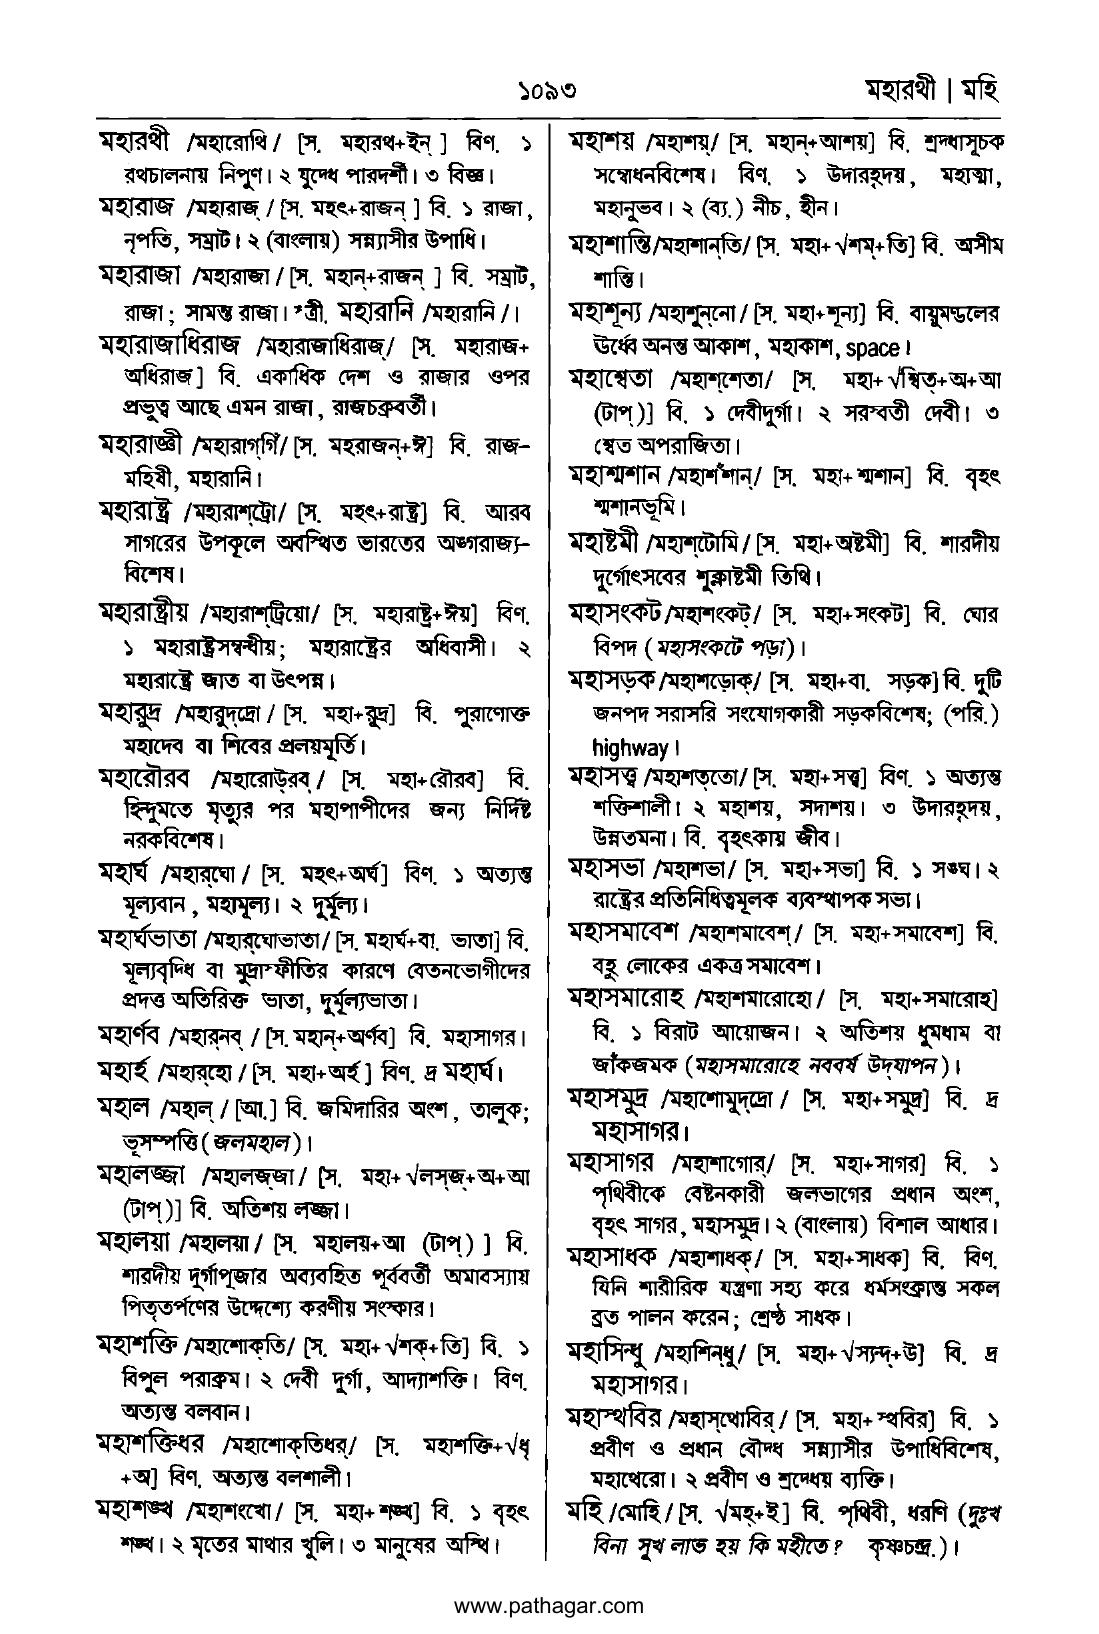 ১০৯৩
মহারথী | মহি
মহারথী /মহারোথি / [স. মহারথ+ইন্ ] বিণ. ১
রথচালনায় নিপুণ। ২ যুদ্ধে পারদর্শী। ৩ বিজ্ঞ।
মহারাজ /মহারাজ্ / [স. মহৎ+রাজন্ ] বি. ১ রাজা,
নৃপতি, সম্রাট। ২ (বাংলায়) সন্ন্যাসীর উপাধি।
মহারাজা /মহারাজা / [স. মহান্+রাজন্ ] বি. সম্রাট,
রাজা; সামন্ত রাজা। স্ত্রী. মহারানি /মহারানি /।
মহারাজাধিরাজ /মহারাজাধিরাজ্/ [স. মহারাজ+
অধিরাজ] বি. একাধিক দেশ ও রাজার ওপর
প্রভুত্ব আছে এমন রাজা, রাজচক্রবর্তী।
মহারাজ্ঞী /মহারাগ্‌গিঁ/ [স. মহরাজন্+ঈ] বি. রাজ-
মহিষী, মহারানি।
মহারাষ্ট্র /মহারাশ্‌ট্রো/ [স. মহৎ+রাষ্ট্র] বি. আরব
সাগরের উপকূলে অবস্থিত ভারতের অঙ্গরাজ্য-
বিশেষ।
মহারাষ্ট্রীয় /মহারাশ্‌ট্রিয়ো/ [স. মহারাষ্ট্র+ঈয়] বিণ.
১ মহারাষ্ট্রসম্বন্ধীয়; মহারাষ্ট্রের অধিবাসী। ২
মহারাষ্ট্রে জাত বা উৎপন্ন।
মহারুদ্র /মহারুদ্‌দ্রো / [স. মহা+রুদ্র] বি. পুরাণোক্ত
মহাদেব বা শিবের প্রলয়মূর্তি।
মহারৌরব /মহারোউরব্/ [স. মহা+রৌরব] বি.
হিন্দুমতে মৃত্যুর পর মহাপাপীদের জন্য নির্দিষ্ট
নরকবিশেষ।
মহার্ঘ /মহার্‌ঘো / [স. মহৎ+অর্ঘ] বিণ. ১ অত্যন্ত
মূল্যবান, মহামূল্য। ২ দুর্মূল্য।
মহার্ঘভাতা /মহার্‌ঘোভাতা/ [স. মহার্ঘ+বা. ভাতা] বি.
মূল্যবৃদ্ধি বা মুদ্রাস্ফীতির কারণে বেতনভোগীদের
প্রদত্ত অতিরিক্ত ভাতা, দুর্মূল্যভাতা।
মহার্ণব /মহার্‌নব্ / [স. মহান্+অর্ণব] বি. মহাসাগর।
মহার্হ /মহার্‌হো / [স. মহা+অর্হ ] বিণ. দ্র মহার্ঘ।
মহাল /মহাল্ / [আ.] বি. জমিদারির অংশ, তালুক;
ভূসম্পত্তি (জলমহাল)।
মহালজ্জা /মহালজ্‌জা / [স. মহা+√লস্‌জ্+অ+আ
(টাপ্)] বি. অতিশয় লজ্জা।
মহালয়া /মহালয়া / [স. মহালয়+আ (টাপ্) ] বি.
শারদীয় দুর্গাপূজার অব্যবহিত পূর্ববর্তী অমাবস্যায়
পিতৃতর্পণের উদ্দেশ্যে করণীয় সংস্কার।
মহাশক্তি /মহাশোক্‌তি/ [স. মহা+√শক্+তি] বি. ১
বিপুল পরাক্রম। ২ দেবী দুর্গা, আদ্যাশক্তি। বিণ.
অত্যন্ত বলবান।
মহাশক্তিধর /মহাশোক্‌তিধর্/ [স. মহাশক্তি+√ধৃ
+অ] বিণ. অত্যন্ত বলশালী।
মহাশঙ্খ /মহাশংখো / [স. মহা+শঙ্খ] বি. ১ বৃহৎ
শঙ্খ। ২ মৃতের মাথার খুলি। ৩ মানুষের অস্থি।
মহাশয় /মহাশয়্/ [স. মহান্+আশয়] বি. শ্রদ্ধাসূচক
সম্বোধনবিশেষ। বিণ. ১ উদারহৃদয়, মহাত্মা,
মহানুভব। ২ (ব্য.) নীচ, হীন।
মহাশান্তি/মহাশান্‌তি/ [স. মহা+√শম্+তি] বি. অসীম
শান্তি।
মহাশূন্য /মহাশুন্‌নো / [স. মহা+শূন্য] বি. বায়ুমণ্ডলের
ঊর্ধ্বে অনন্ত আকাশ, মহাকাশ, space।
মহাশ্বেতা /মহাশ্‌শেতা/ [স. মহা+√শ্বিত্+অ+আ
(টাপ্)] বি. ১ দেবীদুর্গা। ২ সরস্বতী দেবী। ৩
শ্বেত অপরাজিতা।
মহাশ্মশান /মহাশঁশান্/ [স. মহা+শ্মশান] বি. বৃহৎ
শ্মশানভূমি।
মহাষ্টমী /মহাশ্‌টোমি / [স. মহা+অষ্টমী] বি. শারদীয়
দুর্গোৎসবের শুক্লাষ্টমী তিথি।
মহাসংকট /মহাশংকট্/ [স. মহা+সংকট] বি. ঘোর
বিপদ (মহাসংকটে পড়া)।
মহাসড়ক /মহাশড়োক্/ [স. মহা+বা. সড়ক] বি. দুটি
জনপদ সরাসরি সংযোগকারী সড়কবিশেষ; (পরি.)
highway।
মহাসত্ত্ব /মহাশত্‌তো/ [স. মহা+সত্ত্ব] বিণ. ১ অত্যন্ত
শক্তিশালী। ২ মহাশয়, সদাশয়। ৩ উদারহৃদয়,
উন্নতমনা। বি. বৃহৎকায় জীব।
মহাসভা /মহাশভা/ [স. মহা+সভা] বি. ১ সঙ্ঘ। ২
রাষ্ট্রের প্রতিনিধিত্বমূলক ব্যবস্থাপক সভা।
মহাসমাবেশ /মহাশমাবেশ্/ [স. মহা+সমাবেশ] বি.
বহু লোকের একত্র সমাবেশ।
মহাসমারোহ /মহাশমারোহো / [স. মহা+সমারোহ]
বি. ১ বিরাট আয়োজন। ২ অতিশয় ধুমধাম বা
জাঁকজমক (মহাসমারোহে নববর্ষ উদ্‌যাপন)।
মহাসমুদ্র /মহাশোমুদ্‌দ্রো / [স. মহা+সমুদ্র] বি. দ্র
মহাসাগর।
মহাসাগর /মহাশাগোর্/ [স. মহা+সাগর] বি. ১
পৃথিবীকে বেষ্টনকারী জলভাগের প্রধান অংশ,
বৃহৎ সাগর, মহাসমুদ্র। ২ (বাংলায়) বিশাল আধার।
মহাসাধক /মহাশাধক্/ [স. মহা+সাধক] বি. বিণ.
যিনি শারীরিক যন্ত্রণা সহ্য করে ধর্মসংক্রান্ত সকল
ব্রত পালন করেন; শ্রেষ্ঠ সাধক।
মহাসিন্ধু /মহাশিন্‌ধু/ [স. মহা+√স্যন্দ্+উ] বি. দ্র
মহাসাগর।
মহাস্থবির /মহাস্‌থোবির্ / [স. মহা+স্থবির] বি. ১
প্রবীণ ও প্রধান বৌদ্ধ সন্ন্যাসীর উপাধিবিশেষ,
মহাথেরো। ২ প্রবীণ ও শ্রদ্ধেয় ব্যক্তি।
মহি /মোহি / [স. √মহ্+ই] বি. পৃথিবী, ধরণি (দুঃখ
বিনা সুখ লাভ হয় কি মহীতে? কৃষ্ণচন্দ্র.)।
www.pathagar.com